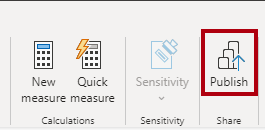 New measure
Quick measure
Sensitivity
Publish
Calculations
Sensitivity
Share